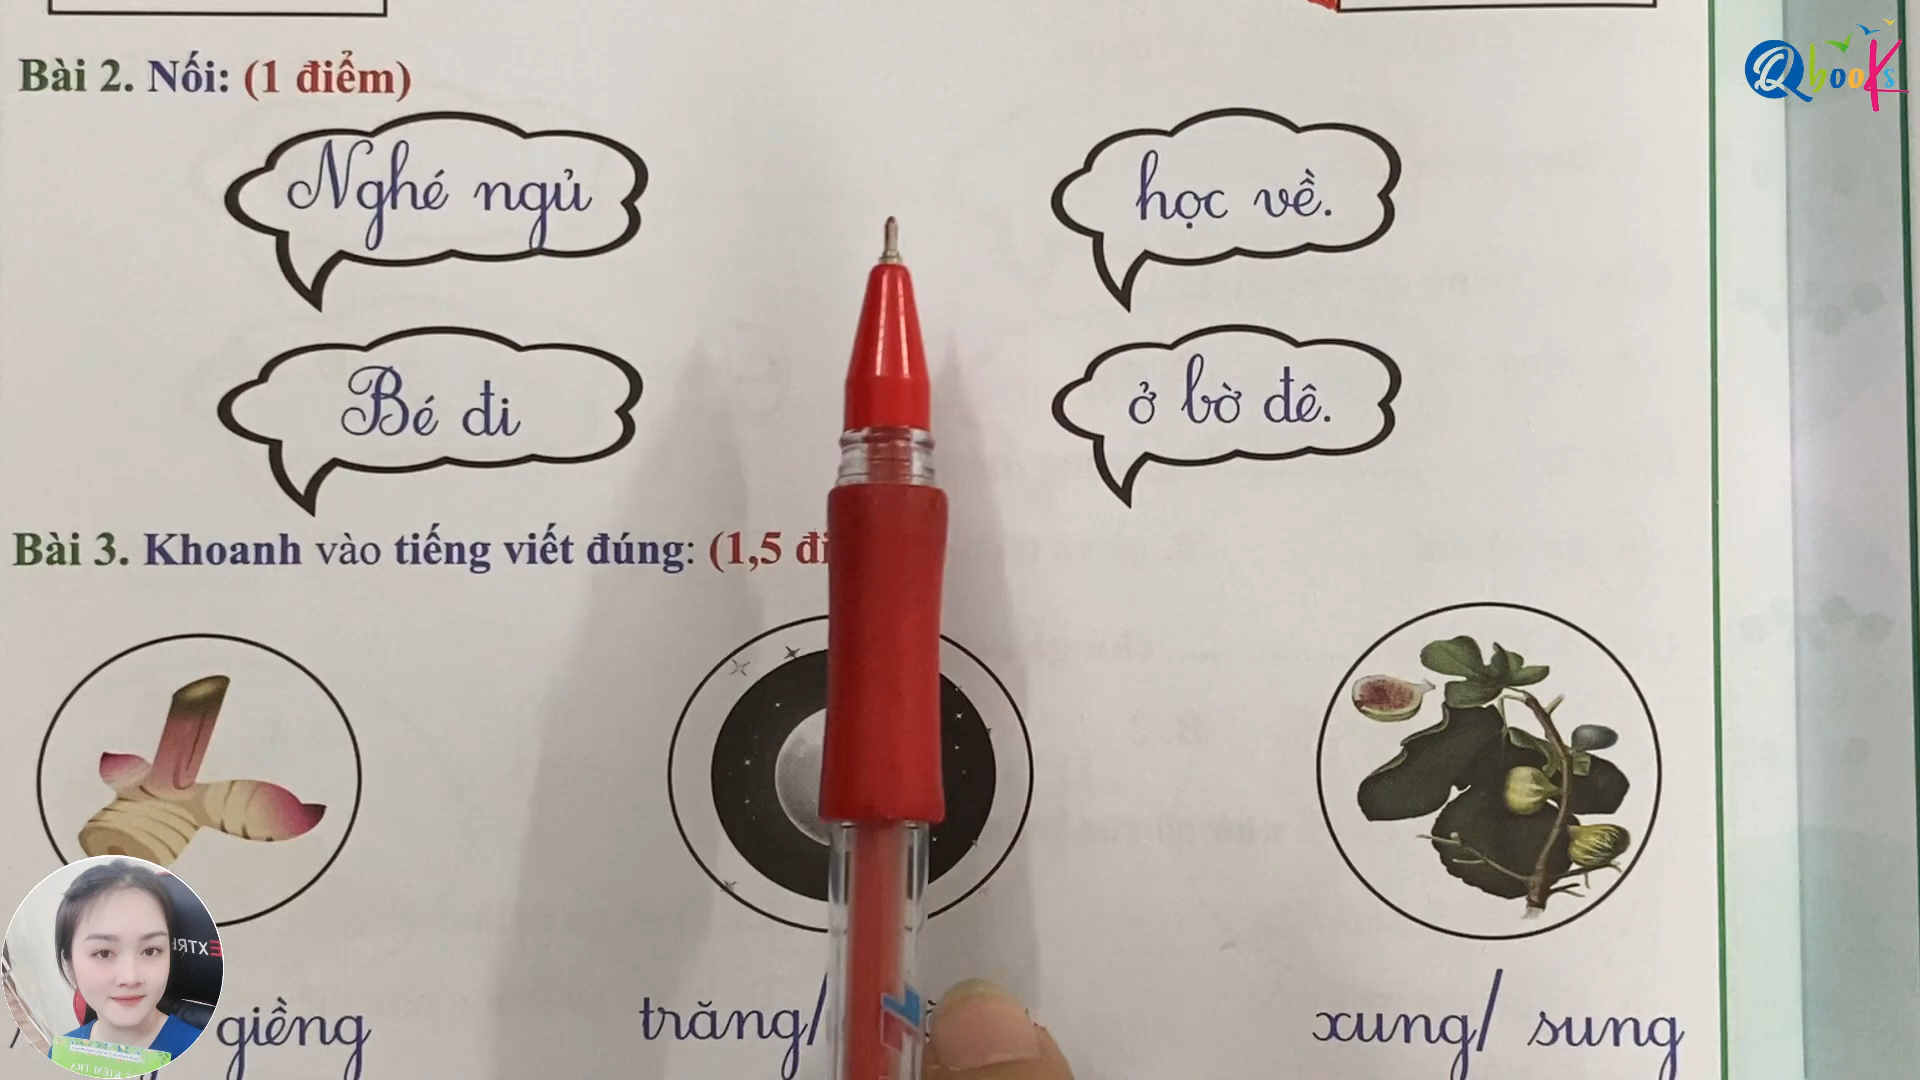 Qbooks
Bài 2. Nối: (1 điểm)
Nghé ngủ
học về.
Bé đi
ở bờ đê.
Bài 3. Khoanh vào tiếng viết đúng: (1,5 đi
giềng
trăng/
xung/ sung